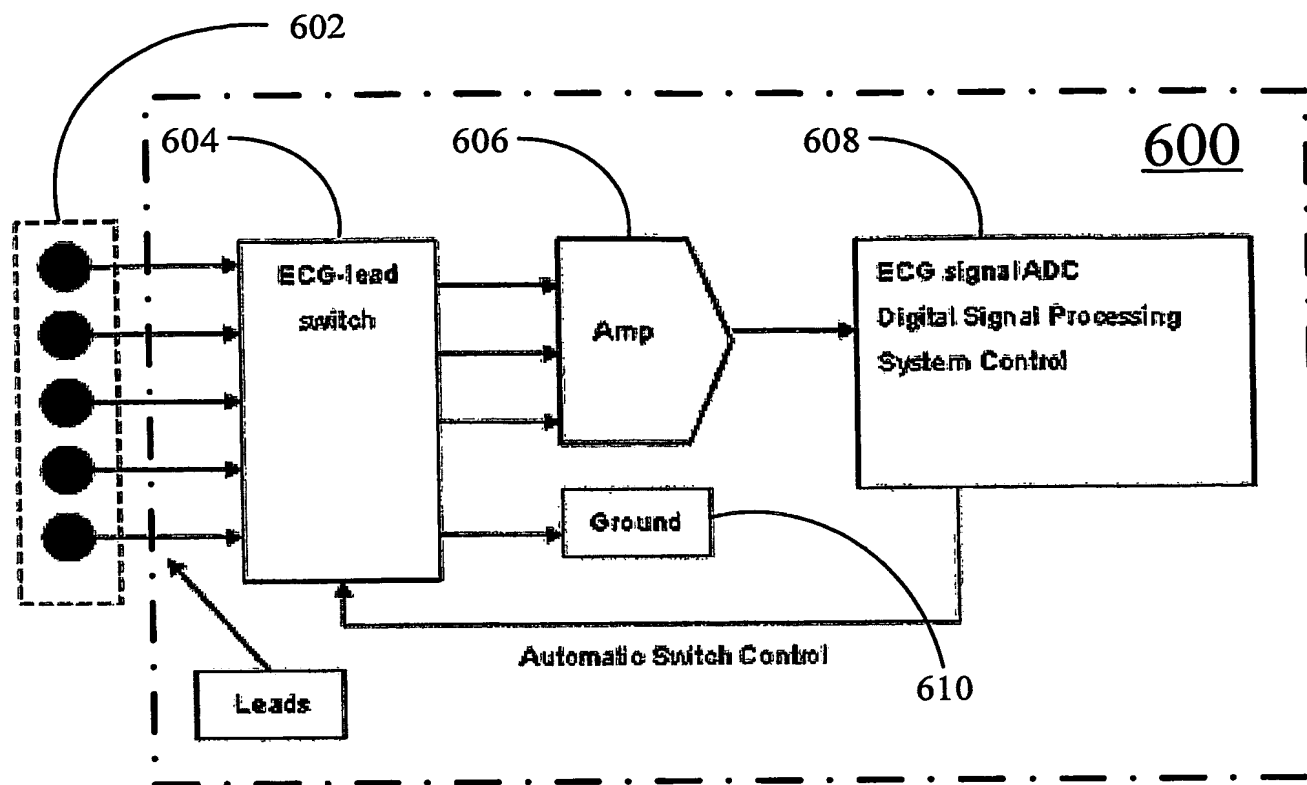 602
604
606
608
600
ECG-lead
switch
Amp
ECG signal ADC
Digital Signal Processing
System Control
Ground
Automatic Switch Control
Leads
610